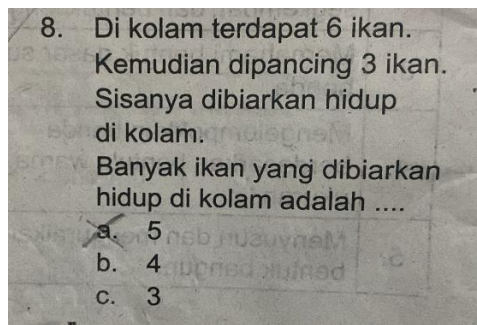 8. Di kolam terdapat 6 ikan.
Kemudian dipancing 3 ikan.
Sisanya dibiarkan hidup
di kolam.
Banyak ikan yang dibiarkan
hidup di kolam adalah ....
a. 5
b. 4
c. 3